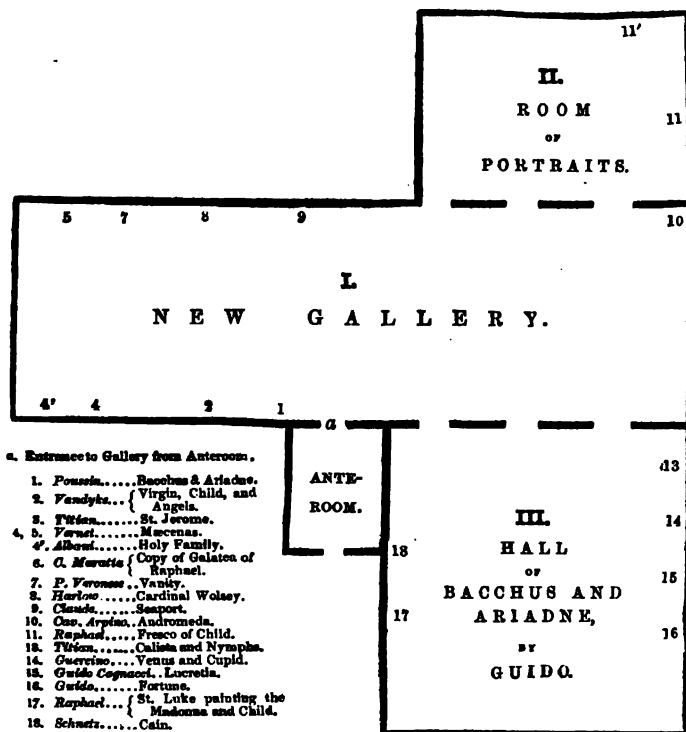 11'
II.
ROOM
OF
PORTRAITS.
11
5 7 8 9 10
I.
NEW GALLERY.
4' 4 2 1 a
a, Entrance to Gallery from Anteroom.
1. Poussin......Bacchus & Ariadne.
2. Vandyke...{Virgin, Child, and
Angels.
3. Titian.......St. Jerome.
4, 5. Vernet......Mæcenas.
4'. Albani......Holy Family.
6. C. Maratta{Copy of Galatea of
Raphael.
7. P. Veronese..Vanity.
8. Harlow......Cardinal Wolsey.
9. Claude......Seaport.
10. Cav. Arpino..Andromeda.
11. Raphael.....Fresco of Child.
13. Titian......Calista and Nymphs.
14. Guercino....Venus and Cupid.
15. Guido Cagnacci..Lucretia.
16. Guido.......Fortune.
17. Raphael...{St. Luke painting the
Madonna and Child.
18. Schnetz......Cain.
ANTE-
ROOM.
13
14
15
16
17
18
III.
HALL
OF
BACCHUS AND
ARIADNE,
BY
GUIDO.